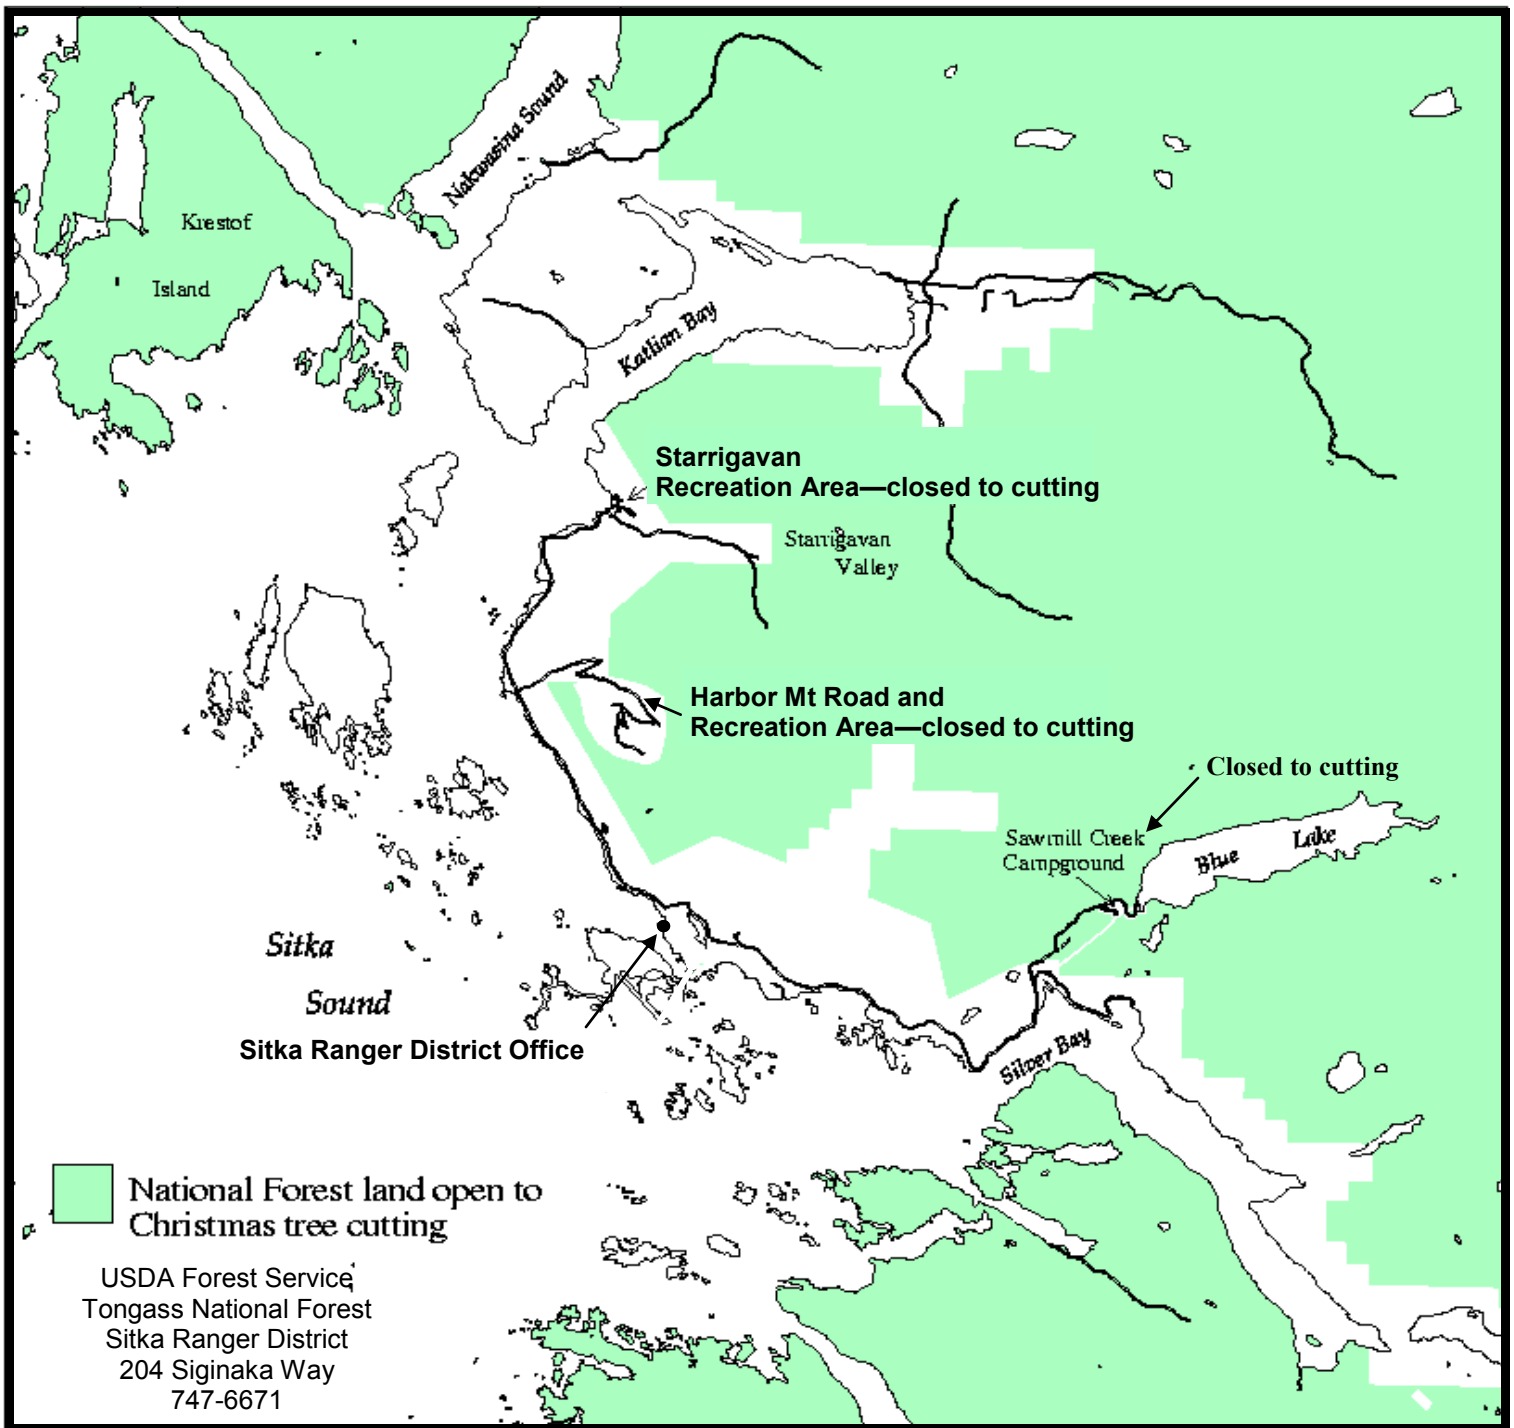 Nakwasina Sound
Krestof
Island
Katlian Bay
Starrigavan
Recreation Area—closed to cutting
Starrigavan
Valley
Harbor Mt Road and
Recreation Area—closed to cutting
Closed to cutting
Sawmill Creek
Campground
Blue Lake
Sitka
Sound
Sitka Ranger District Office
Silver Bay
National Forest land open to
Christmas tree cutting
USDA Forest Service
Tongass National Forest
Sitka Ranger District
204 Siginaka Way
747-6671